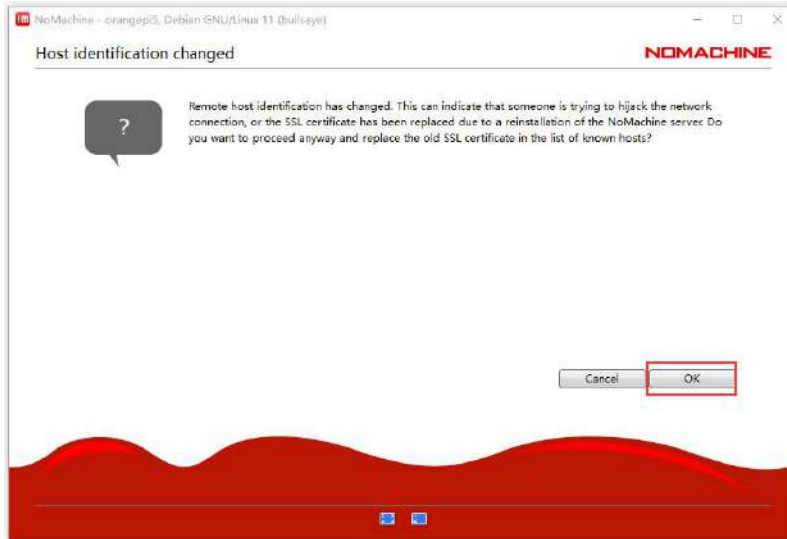 NoMachine - orangepi5, Debian GNU/Linux 11 (bullseye)
Host identification changed
NOMACHINE
?
Remote host identification has changed. This can indicate that someone is trying to hijack the network
connection, or the SSL certificate has been replaced due to a reinstallation of the NoMachine server. Do
you want to proceed anyway and replace the old SSL certificate in the list of known hosts?
Cancel
OK